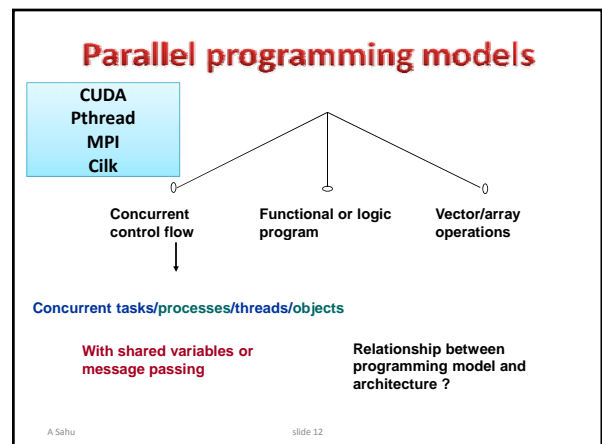 Parallel programming models
CUDA
Pthread
MPI
Cilk
Concurrent
control flow
Functional or logic
program
Vector/array
operations
Concurrent tasks/processes/threads/objects
With shared variables or
message passing
Relationship between
programming model and
architecture ?
A Sahu
slide 12